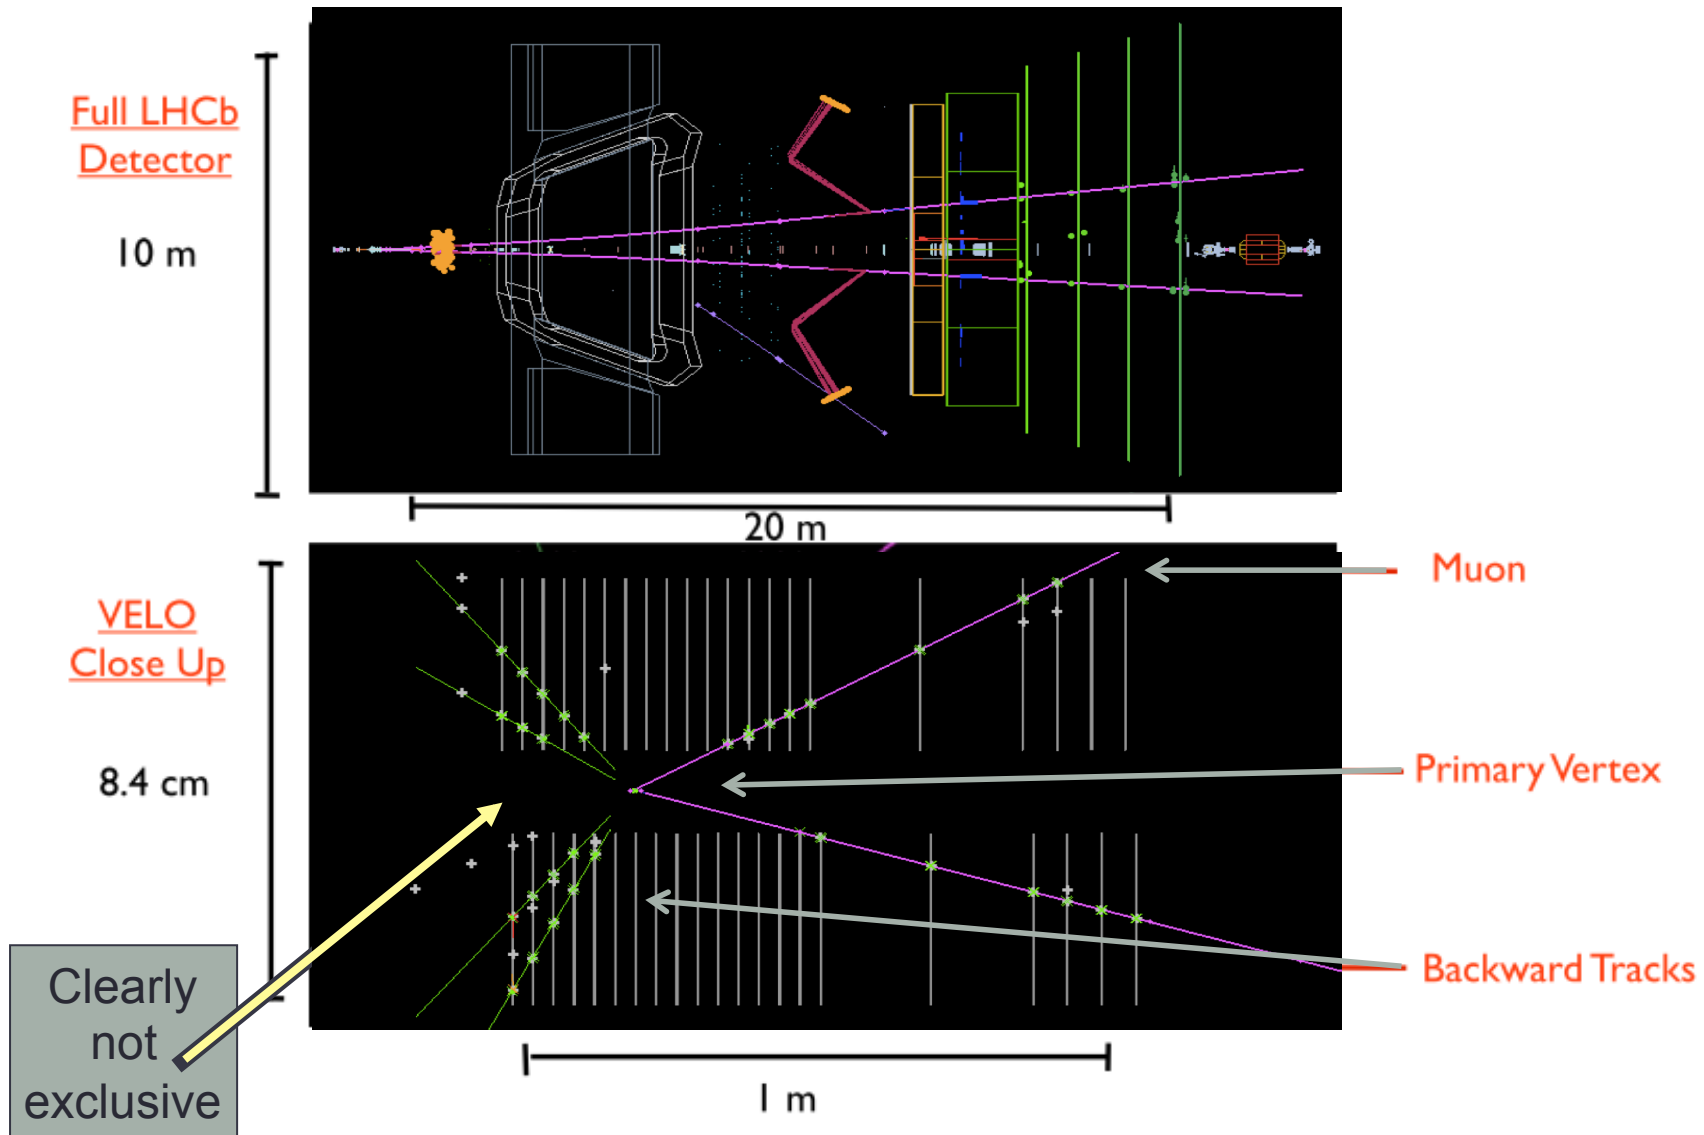 Full LHCb
Detector
10 m
20 m
VELO
Close Up
8.4 cm
Muon
Primary Vertex
Backward Tracks
Clearly
not
exclusive
1 m